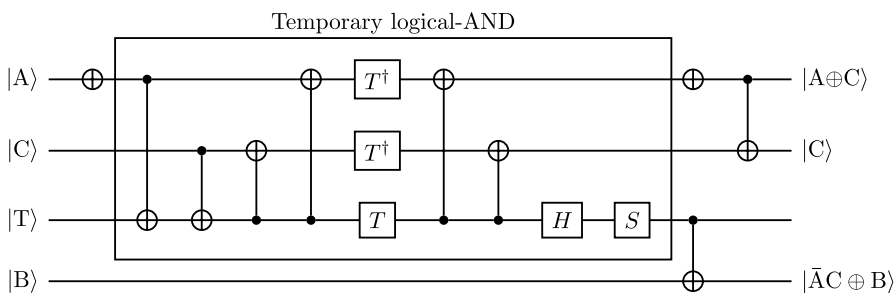 Temporary logical-AND
|A⟩ T† |A⊕C⟩
|C⟩ T† |C⟩
|T⟩ T H S
|B⟩ |ĀC ⊕ B⟩